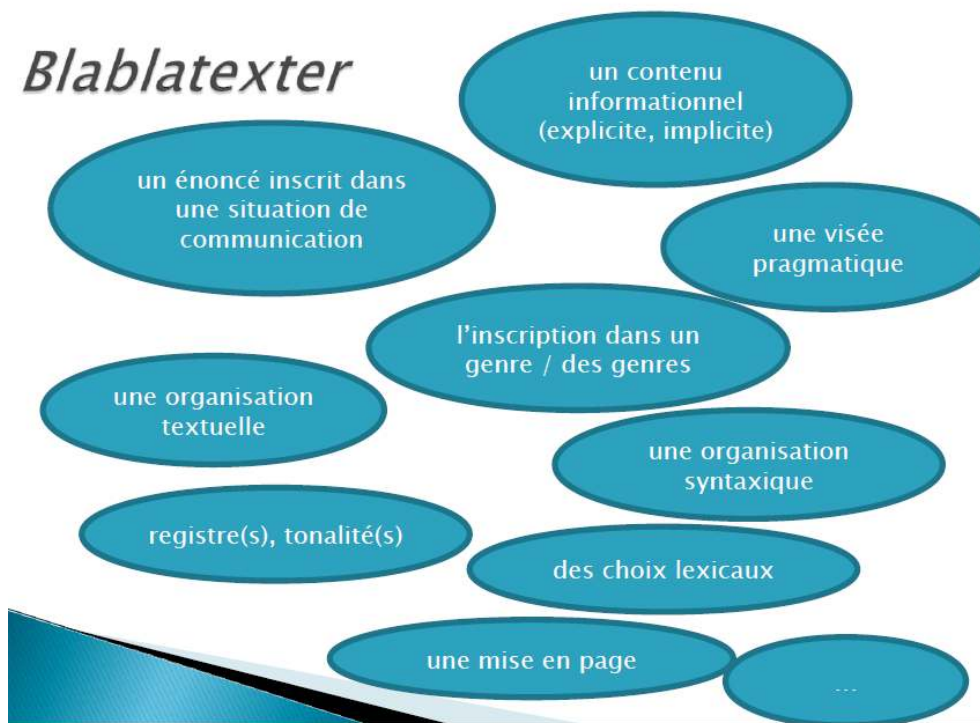 Blablatexter
un contenu
informationnel
(explicite, implicite)
un énoncé inscrit dans
une situation de
communication
une visée
pragmatique
l'inscription dans un
genre / des genres
une organisation
textuelle
une organisation
syntaxique
registre(s), tonalité(s)
des choix lexicaux
une mise en page
...